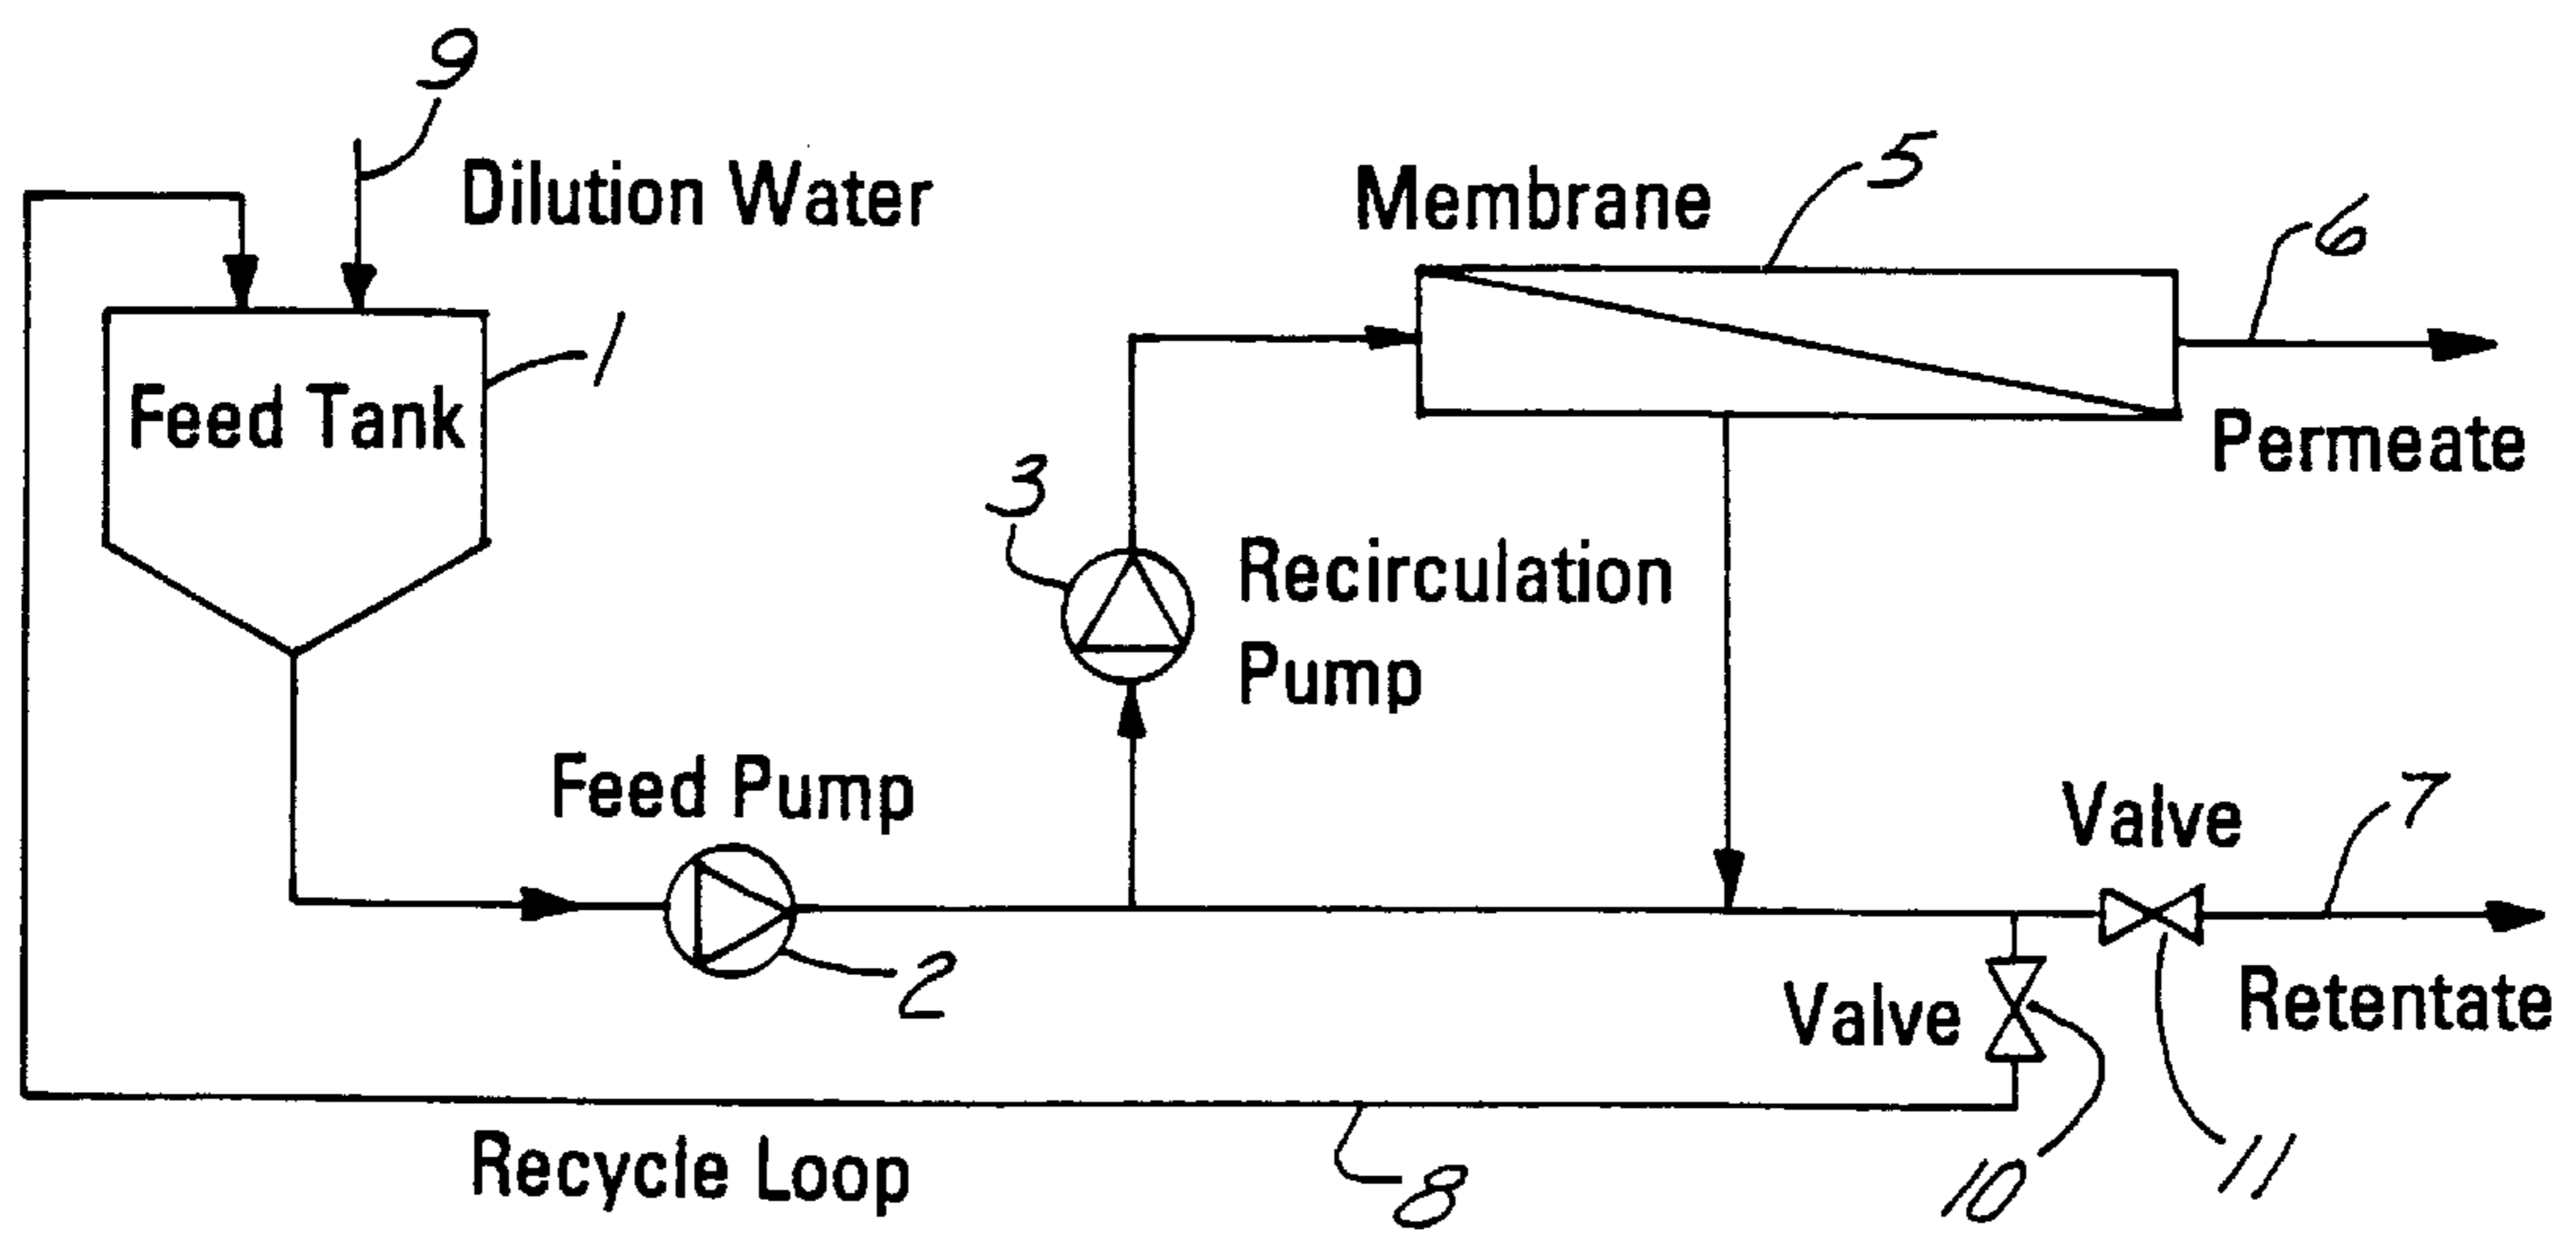 9
Dilution Water
Membrane
5
6
Feed Tank
1
Permeate
3
Recirculation
Pump
Feed Pump
2
Valve
7
Valve
Retentate
Recycle Loop
8
10
11